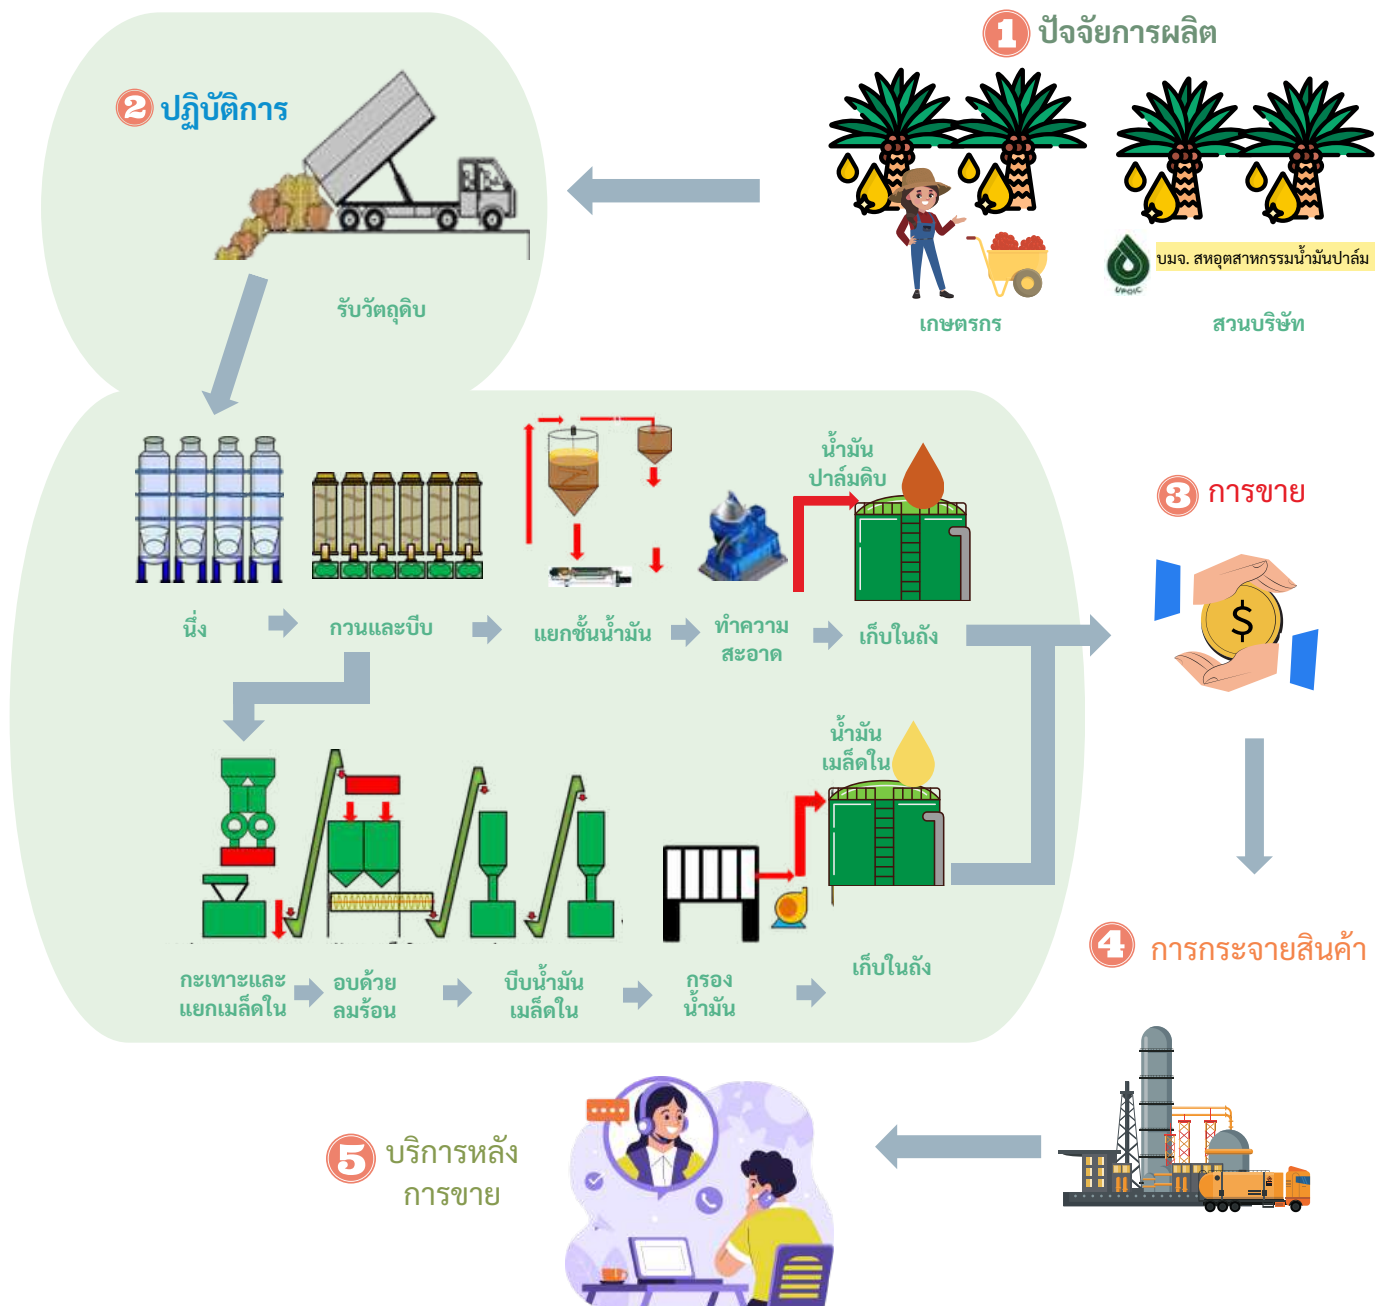 1 ปัจจัยการผลิต
2 ปฏิบัติการ
บมจ. สหอุตสาหกรรมน้ำมันปาล์ม
UPOIC
รับวัตถุดิบ
เกษตรกร
สวนบริษัท
น้ำมัน
ปาล์มดิบ
3 การขาย
$
นึ่ง
กวนและบีบ
แยกชั้นน้ำมัน
ทำความ
สะอาด
เก็บในถัง
น้ำมัน
เมล็ดใน
กะเทาะและ
แยกเมล็ดใน
อบด้วย
ลมร้อน
บีบน้ำมัน
เมล็ดใน
กรอง
น้ำมัน
เก็บในถัง
4 การกระจายสินค้า
5 บริการหลัง
การขาย